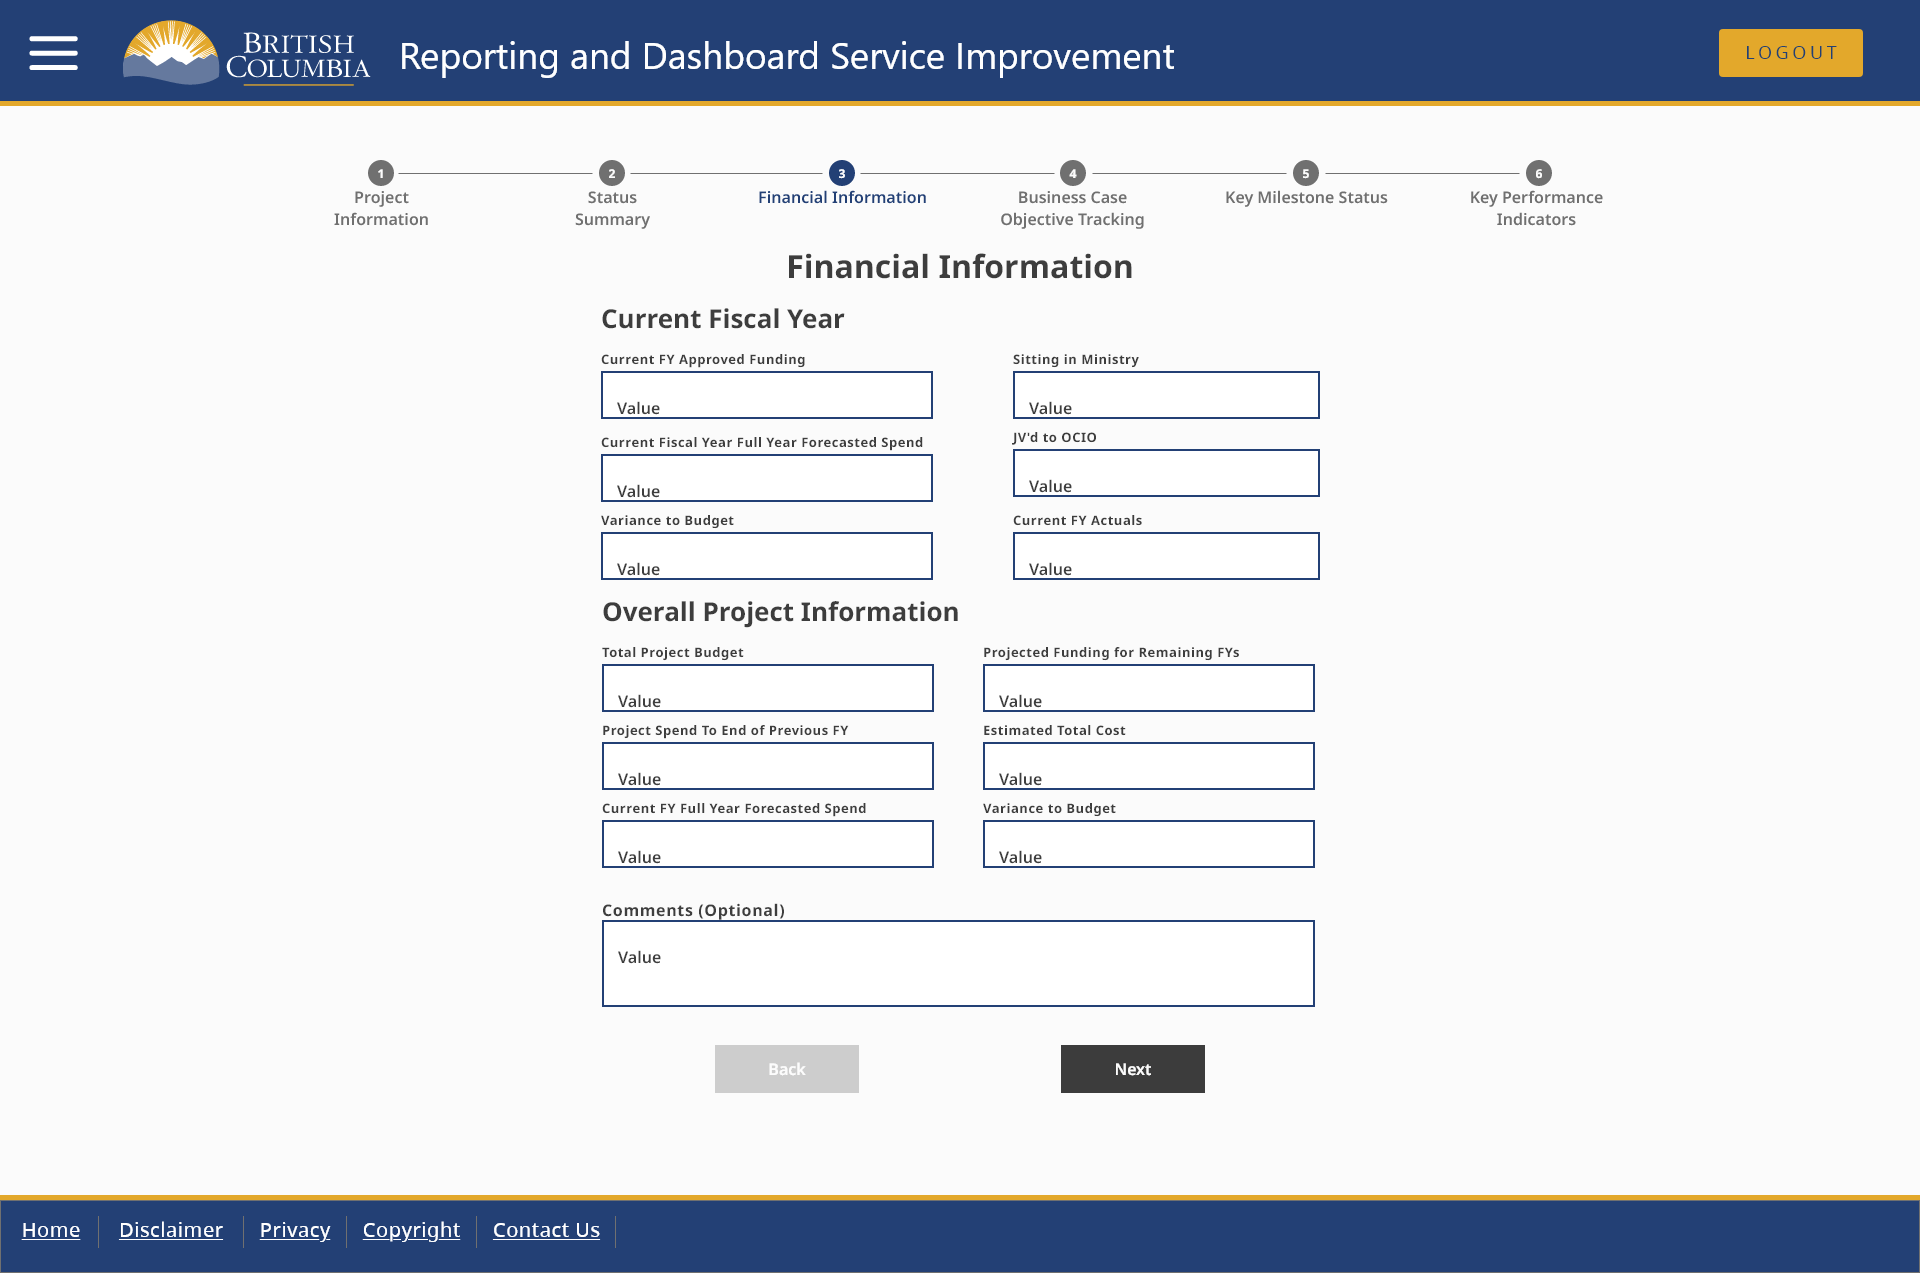 BRITISH
COLUMBIA
Reporting and Dashboard Service Improvement
LOGOUT
1
2
3
4
5
6
Project
Information
Status
Summary
Financial Information
Business Case
Objective Tracking
Key Milestone Status
Key Performance
Indicators
Financial Information
Current Fiscal Year
Current FY Approved Funding
Value
Sitting in Ministry
Value
Current Fiscal Year Full Year Forecasted Spend
Value
JV'd to OCIO
Value
Variance to Budget
Value
Current FY Actuals
Value
Overall Project Information
Total Project Budget
Value
Projected Funding for Remaining FYs
Value
Project Spend To End of Previous FY
Value
Estimated Total Cost
Value
Current FY Full Year Forecasted Spend
Value
Variance to Budget
Value
Comments (Optional)
Value
Back
Next
Home
Disclaimer
Privacy
Copyright
Contact Us